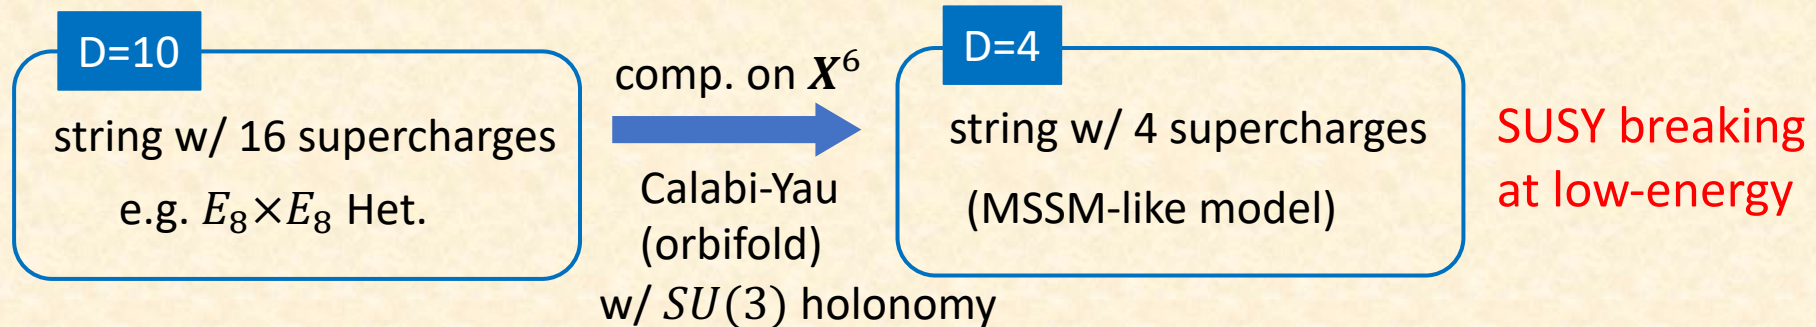 D=10
string w/ 16 supercharges
e.g. 𝐸₈×𝐸₈ Het.
comp. on 𝑿⁶
Calabi-Yau
(orbifold)
w/ 𝑆𝑈(3) holonomy
D=4
string w/ 4 supercharges
(MSSM-like model)
SUSY breaking
at low-energy